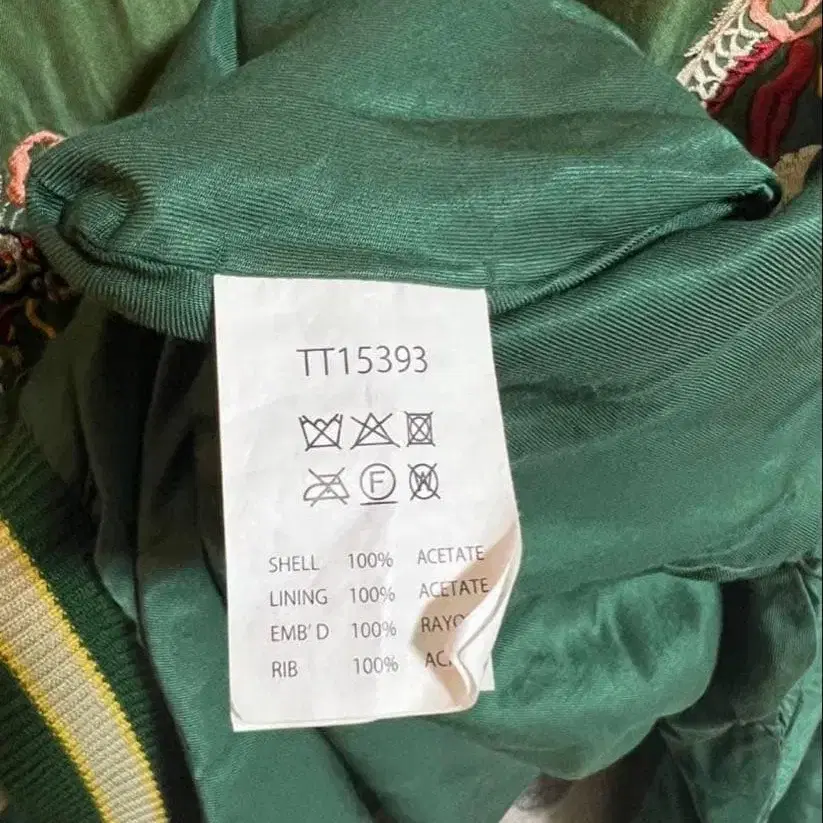 TT15393
F
W
SHELL 100% ACETATE
LINING 100% ACETATE
EMB' D 100%
RIB 100%